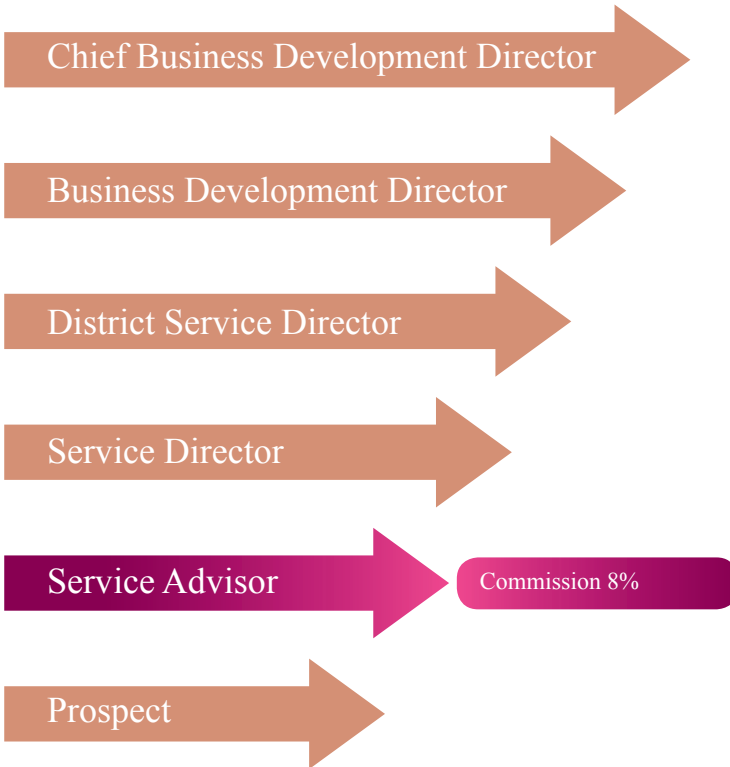 Chief Business Development Director
Business Development Director
District Service Director
Service Director
Service Advisor
Commission 8%
Prospect